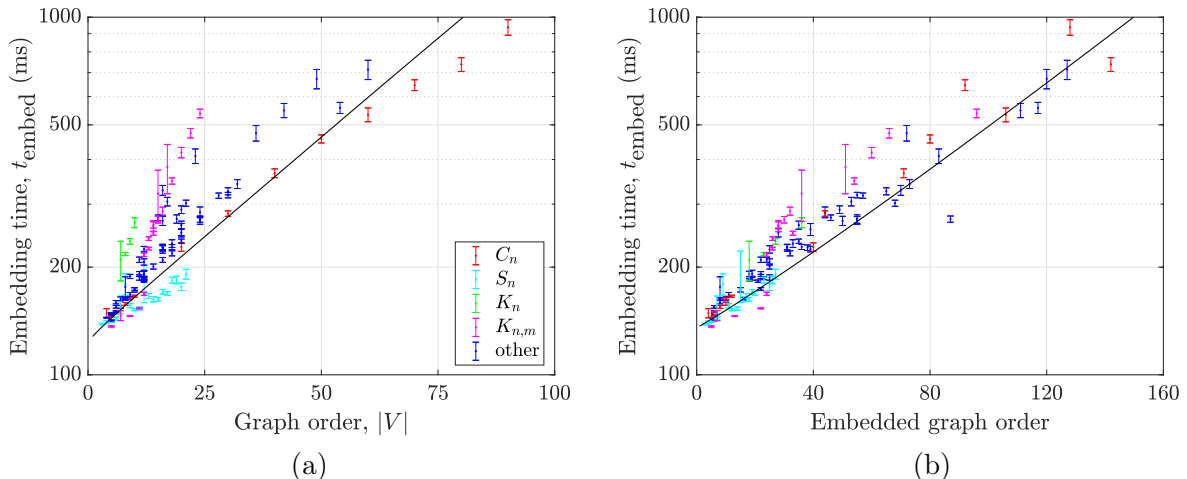 1000
500
200
100
Embedding time, t_embed (ms)
0
25
50
75
100
Graph order, |V|
C_n
S_n
K_n
K_{n,m}
other
(a)
1000
500
200
100
Embedding time, t_embed (ms)
0
40
80
120
160
Embedded graph order
(b)